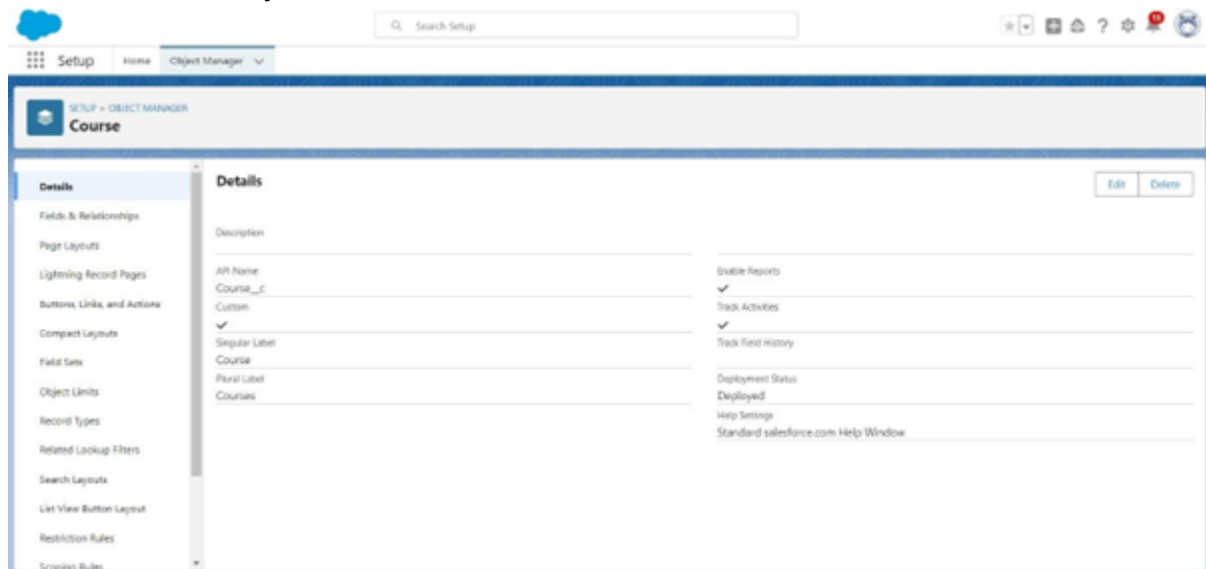 Search Setup
Setup Home Object Manager
SETUP > OBJECT MANAGER
Course
Details
Fields & Relationships
Page Layouts
Lightning Record Pages
Buttons, Links, and Actions
Compact Layouts
Field Sets
Object Limits
Record Types
Related Lookup Filters
Search Layouts
List View Button Layout
Restriction Rules
Scoping Rules
Details
Edit Delete
Description
API Name
Course__c
Custom
Singular Label
Course
Plural Label
Courses
Enable Reports
Track Activities
Track Field History
Deployment Status
Deployed
Help Settings
Standard salesforce.com Help Window